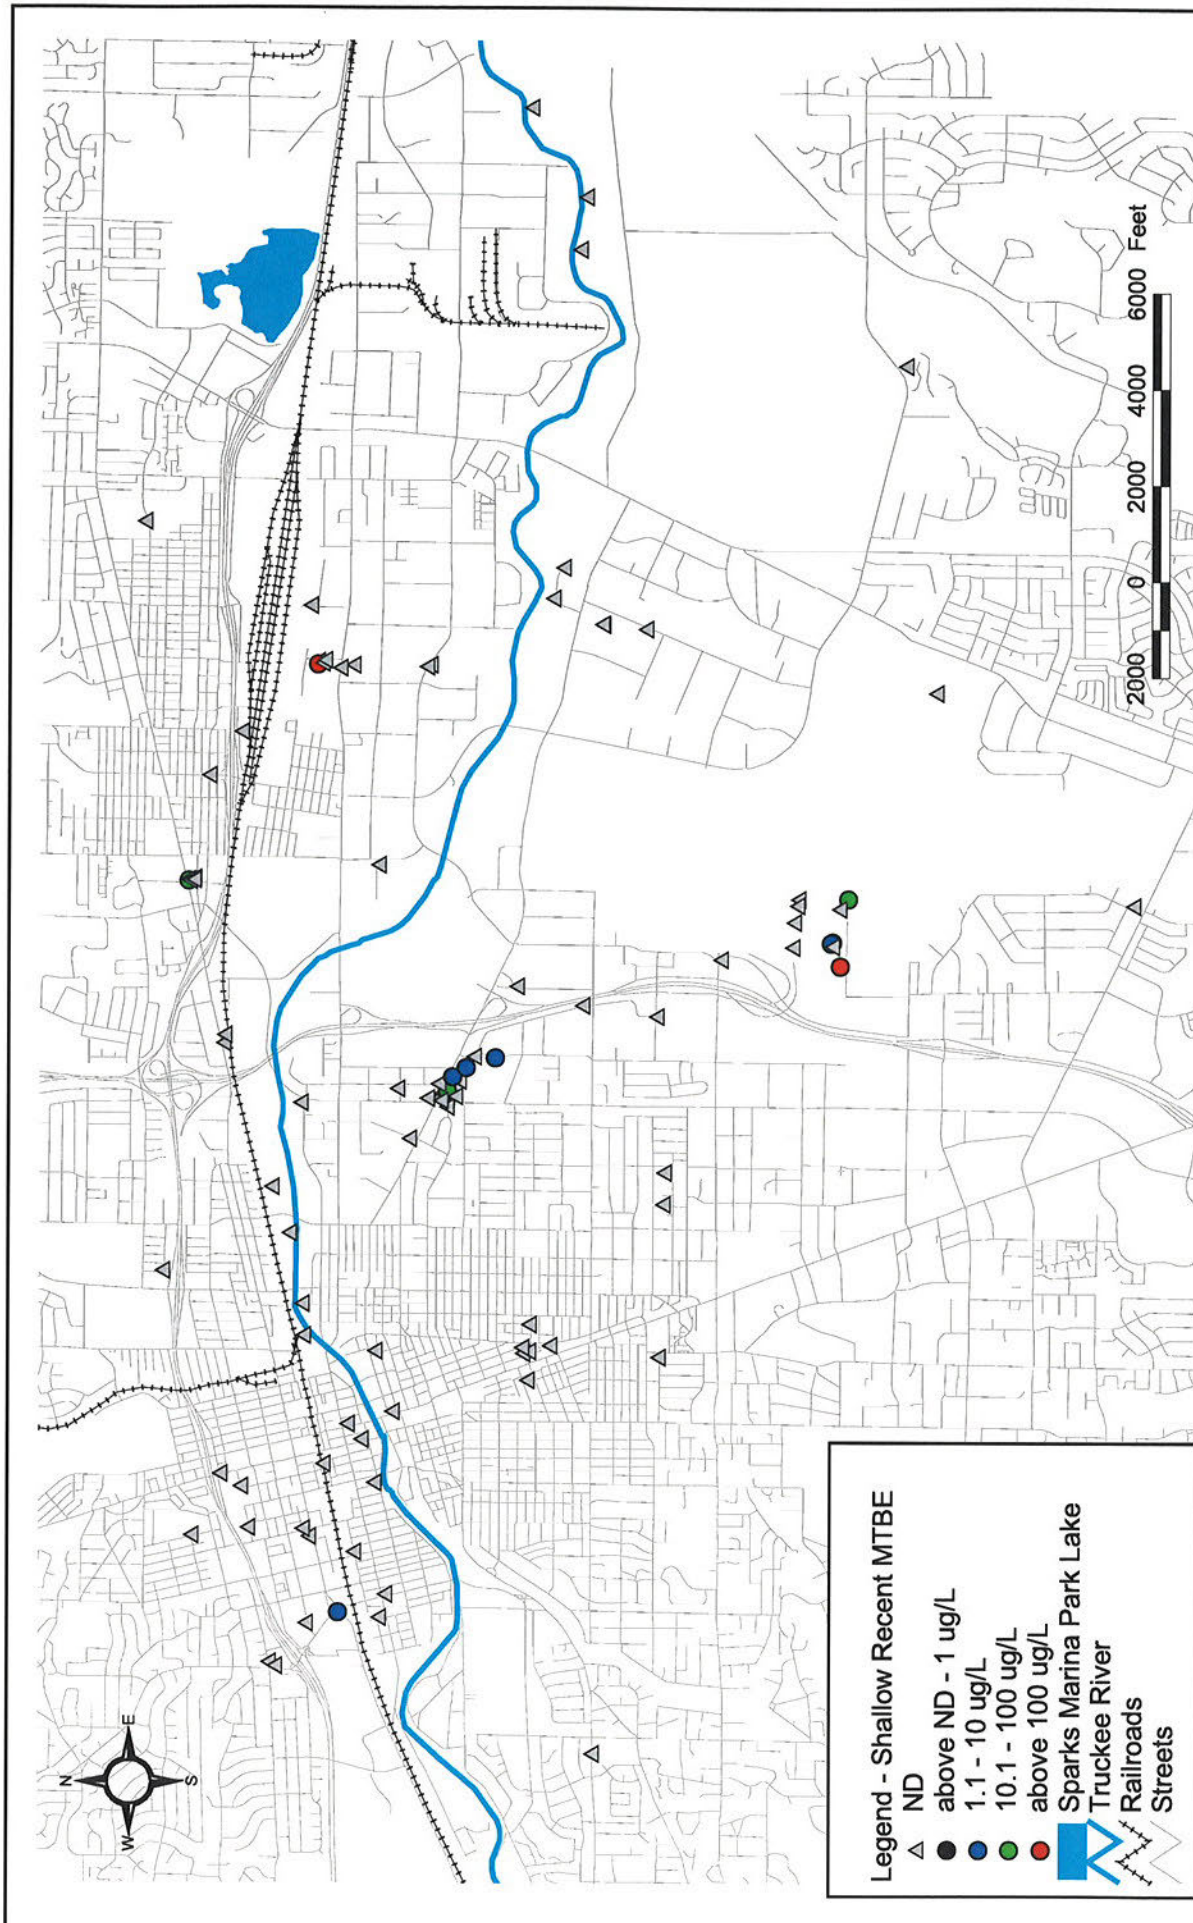 N
W
E
S
Legend - Shallow Recent MTBE
ND
above ND - 1 ug/L
1.1 - 10 ug/L
10.1 - 100 ug/L
above 100 ug/L
Sparks Marina Park Lake
Truckee River
Railroads
Streets
2000 0 2000 4000 6000 Feet